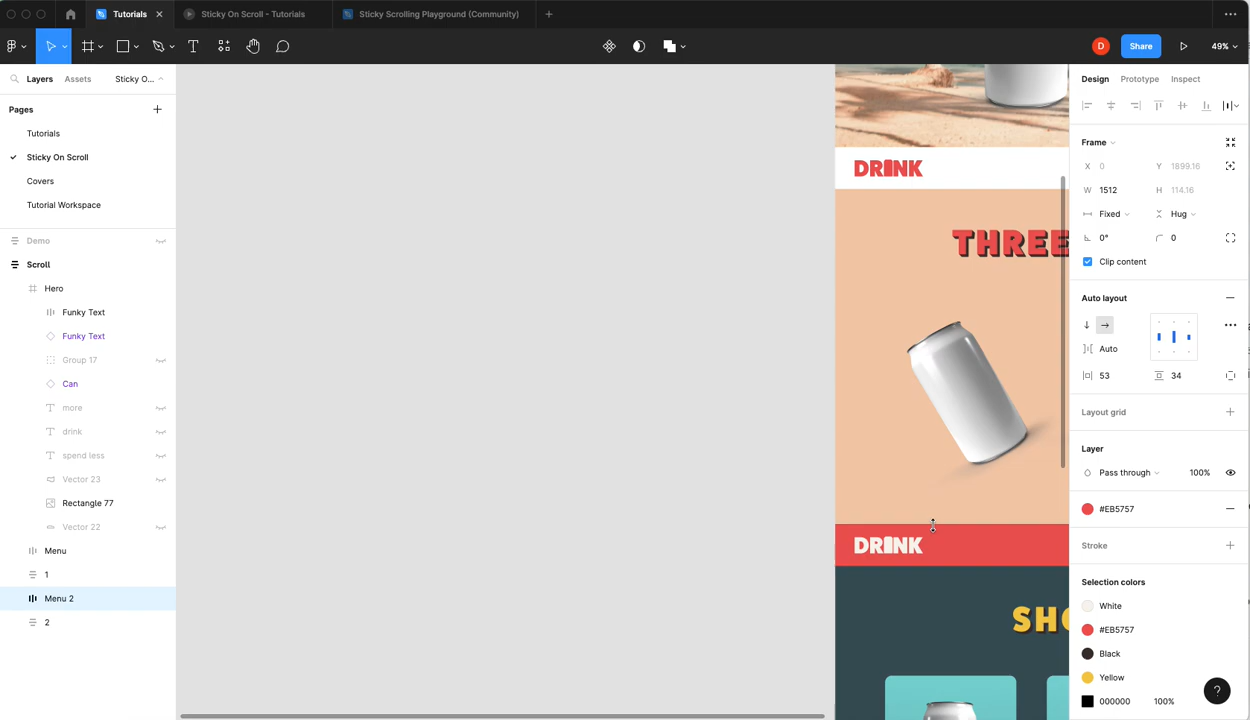 Tutorials
Sticky On Scroll - Tutorials
Sticky Scrolling Playground (Community)
D
Share
49%
Layers
Assets
Sticky O...
Design
Prototype
Inspect
Pages
Tutorials
Sticky On Scroll
Covers
Tutorial Workspace
Demo
Scroll
Hero
Funky Text
Funky Text
Group 17
Can
more
drink
spend less
Vector 23
Rectangle 77
Vector 22
Menu
1
Menu 2
2
DRINK
THREE
DRINK
SHO
Frame
X 0
Y 1899.16
W 1512
H 114.16
Fixed
Hug
0°
0
Clip content
Auto layout
Auto
53
34
Layout grid
Layer
Pass through
100%
#EB5757
Stroke
Selection colors
White
#EB5757
Black
Yellow
000000
100%
?